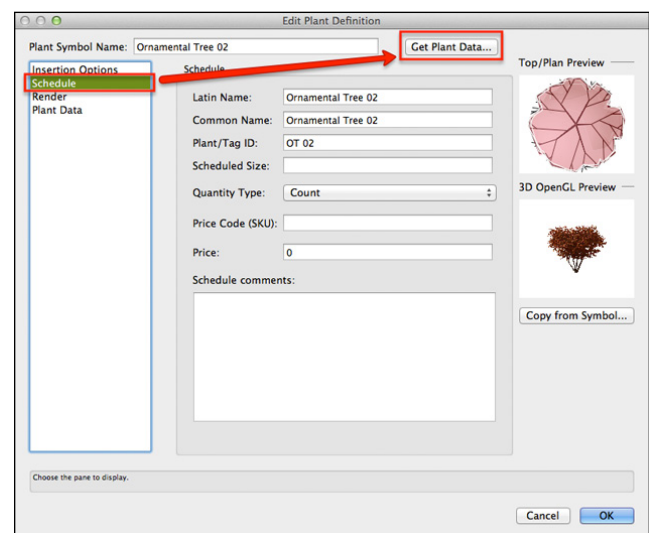 Edit Plant Definition
Plant Symbol Name: Ornamental Tree 02
Get Plant Data...
Insertion Options
Schedule
Render
Plant Data
Schedule
Latin Name: Ornamental Tree 02
Common Name: Ornamental Tree 02
Plant/Tag ID: OT 02
Scheduled Size:
Quantity Type: Count
Price Code (SKU):
Price: 0
Schedule comments:
Top/Plan Preview
3D OpenGL Preview
Copy from Symbol...
Choose the pane to display.
Cancel OK